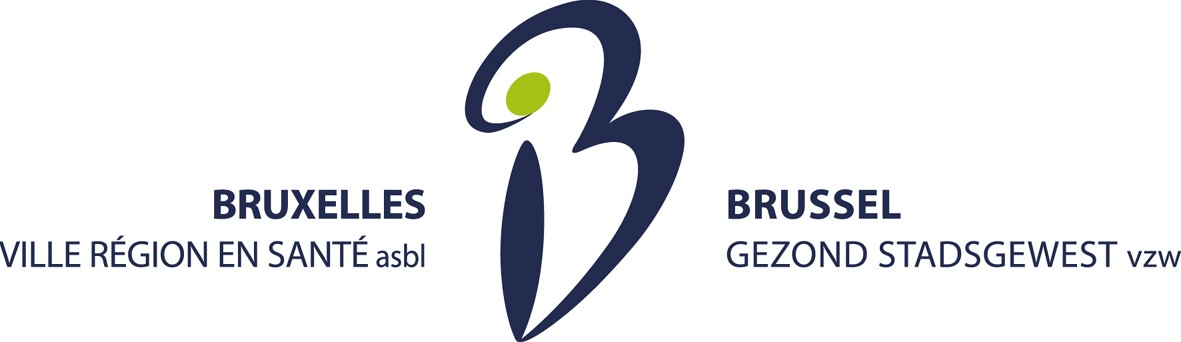 BRUXELLES
VILLE RÉGION EN SANTÉ asbl
BRUSSEL
GEZOND STADSGEWEST vzw